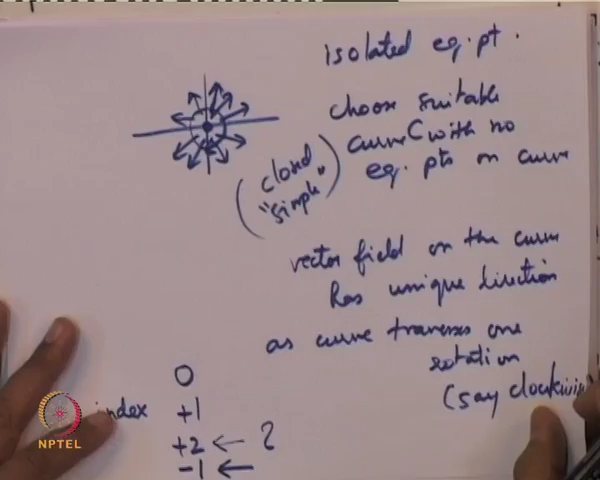 isolated eq. pt.
choose suitable
curve C with no
eq. pts on curve
(closed
"simple")
vector field on the curve
has unique direction
as curve traverses one
rotation
(say clockwise
0
index +1
+2 ← 2
-1 ←
NPTEL